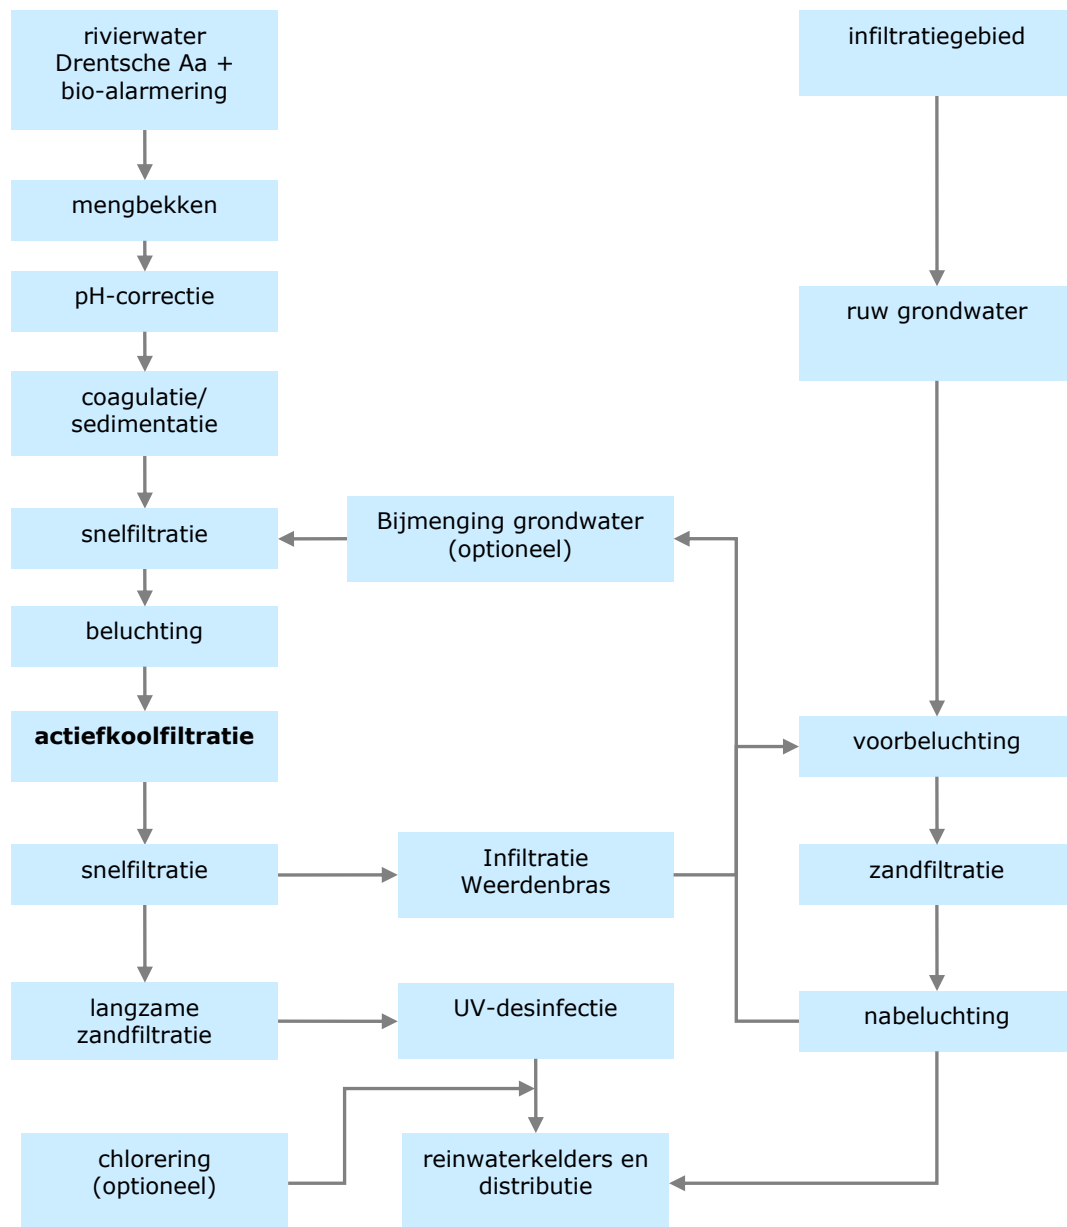 rivierwater
Drentsche Aa +
bio-alarmering
infiltratiegebied
mengbekken
pH-correctie
ruw grondwater
coagulatie/
sedimentatie
snelfiltratie
Bijmenging grondwater
(optioneel)
beluchting
actiefkoolfiltratie
voorbeluchting
snelfiltratie
Infiltratie
Weerdenbras
zandfiltratie
langzame
zandfiltratie
UV-desinfectie
nabeluchting
chlorering
(optioneel)
reinwaterkelders en
distributie